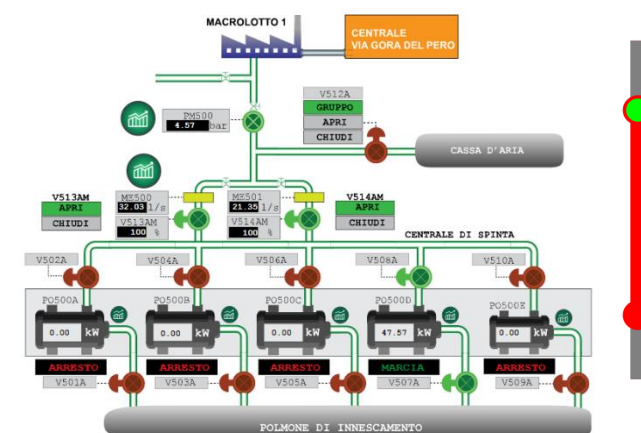 MACROLOTTO 1
CENTRALE
VIA GORA DEL PERO
V512A
GRUPPO
APRI
CHIUDI
PM500
4.57 bar
CASSA D'ARIA
V513AM
APRI
CHIUDI
ME500
32.03 l/s
V513AM
100 %
ME501
21.35 l/s
V514AM
100 %
V514AM
APRI
CHIUDI
CENTRALE DI SPINTA
V502A
V504A
V506A
V508A
V510A
PO500A
PO500B
PO500C
PO500D
PO500E
0.00 kW
0.00 kW
0.00 kW
47.57 kW
0.00 kW
ARRESTO
ARRESTO
ARRESTO
MARCIA
ARRESTO
V501A
V503A
V505A
V507A
V509A
POLMONE DI INNESCAMENTO